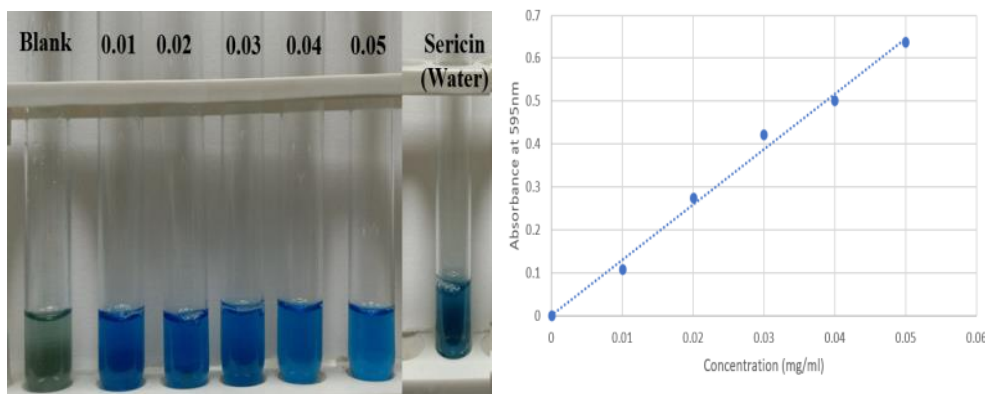 Blank 0.01 0.02 0.03 0.04 0.05 Sericin
(Water)
0.7
0.6
0.5
0.4
0.3
0.2
0.1
0
Absorbance at 595nm
0 0.01 0.02 0.03 0.04 0.05 0.06
Concentration (mg/ml)